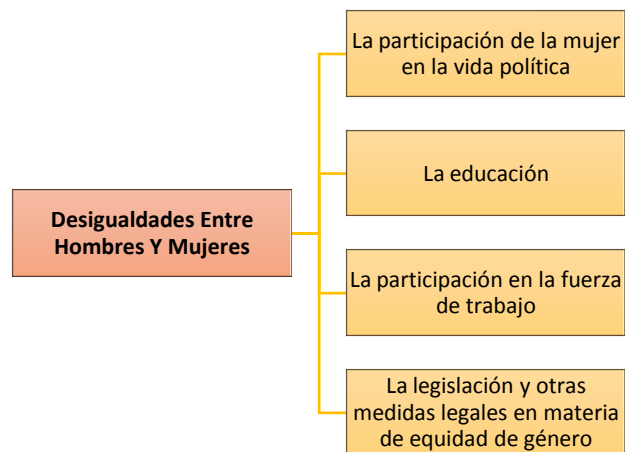 La participación de la mujer
en la vida política
La educación
Desigualdades Entre
Hombres Y Mujeres
La participación en la fuerza
de trabajo
La legislación y otras
medidas legales en materia
de equidad de género